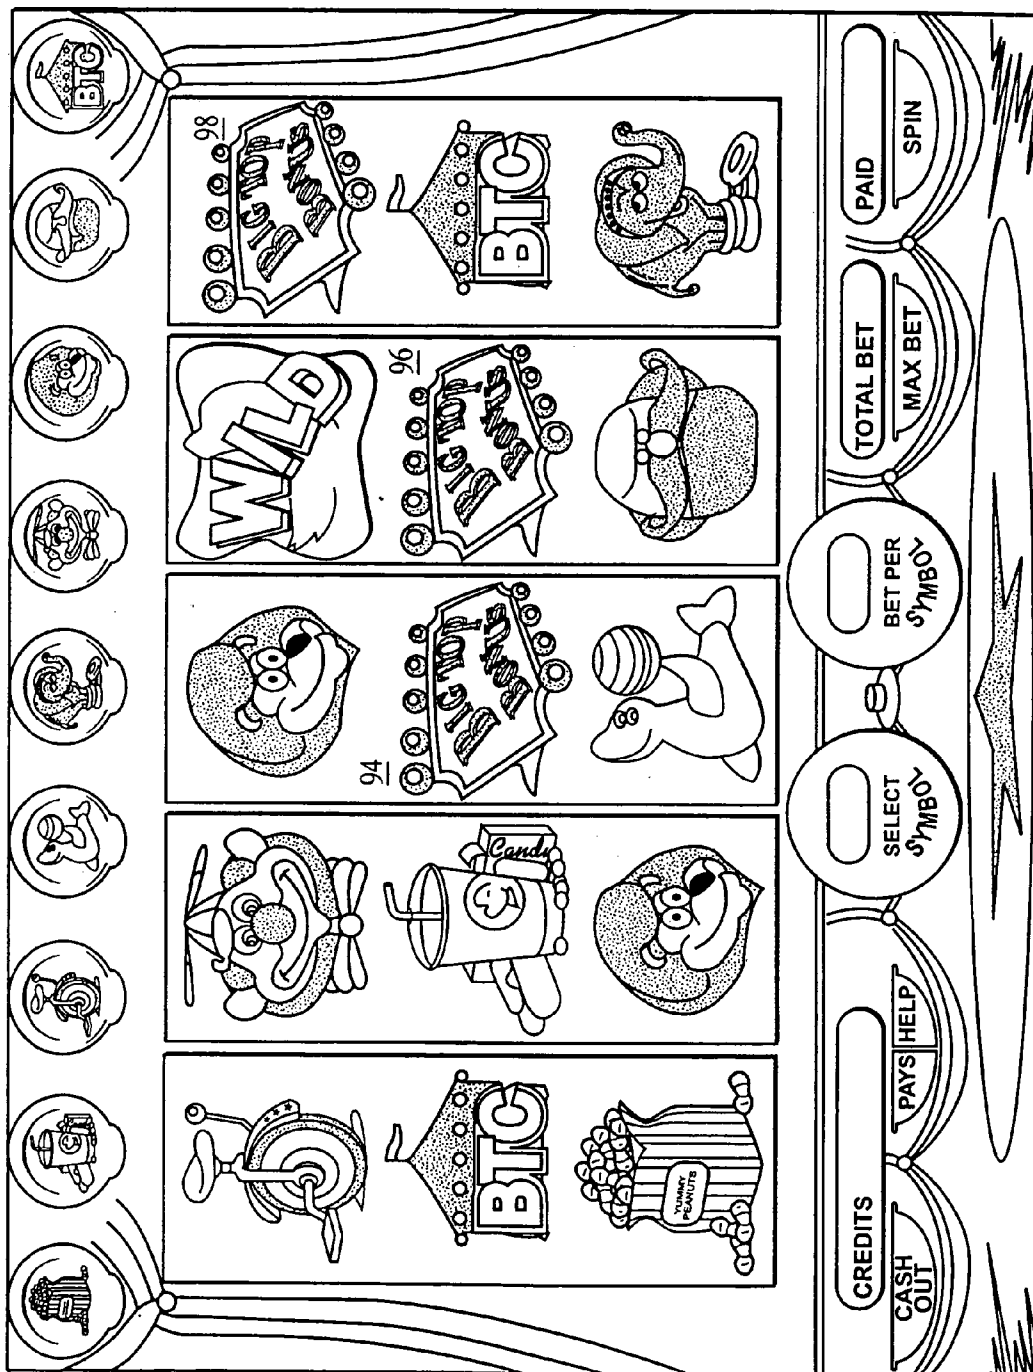 BTC
WILD
98
BIG TOP
BONUS
BTC
Candy
94
BIG TOP
BONUS
96
BIG TOP
BONUS
BTC
YUMMY
PEANUTS
CREDITS
TOTAL BET
PAID
CASH
OUT
PAYS
HELP
SELECT
SYMBOL
BET PER
SYMBOL
MAX BET
SPIN